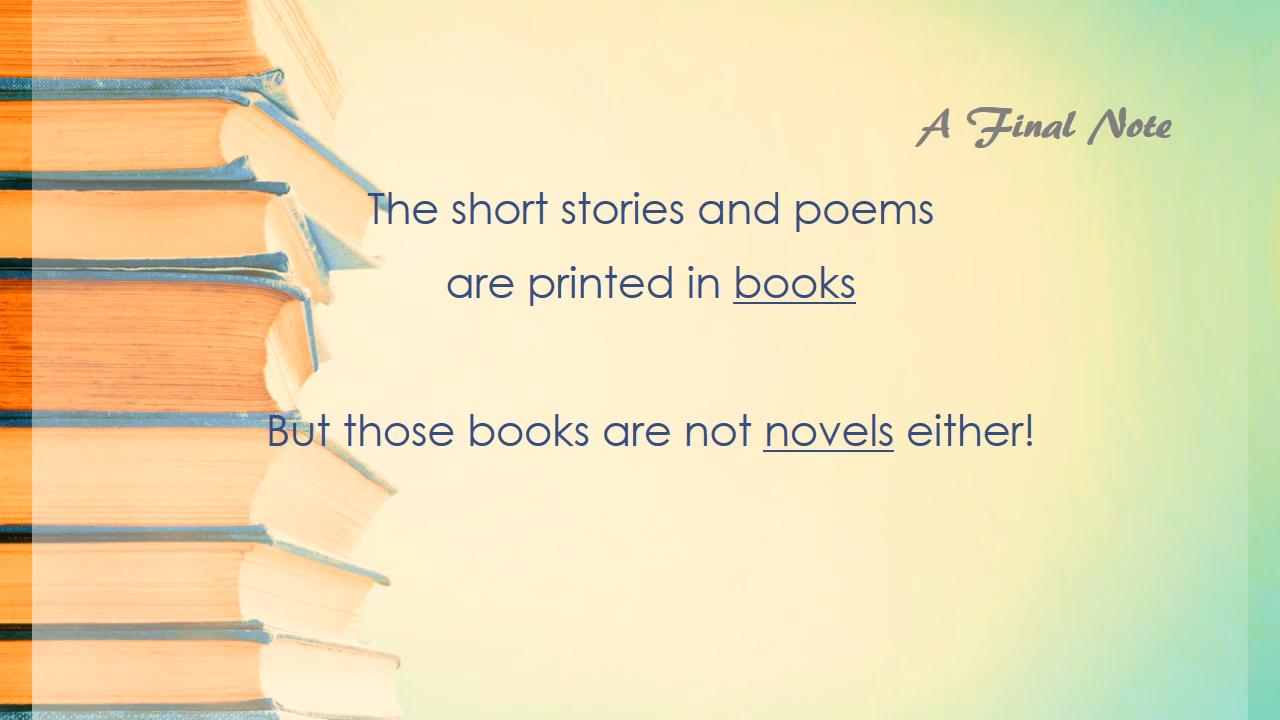 A Final Note
The short stories and poems
are printed in books
But those books are not novels either!